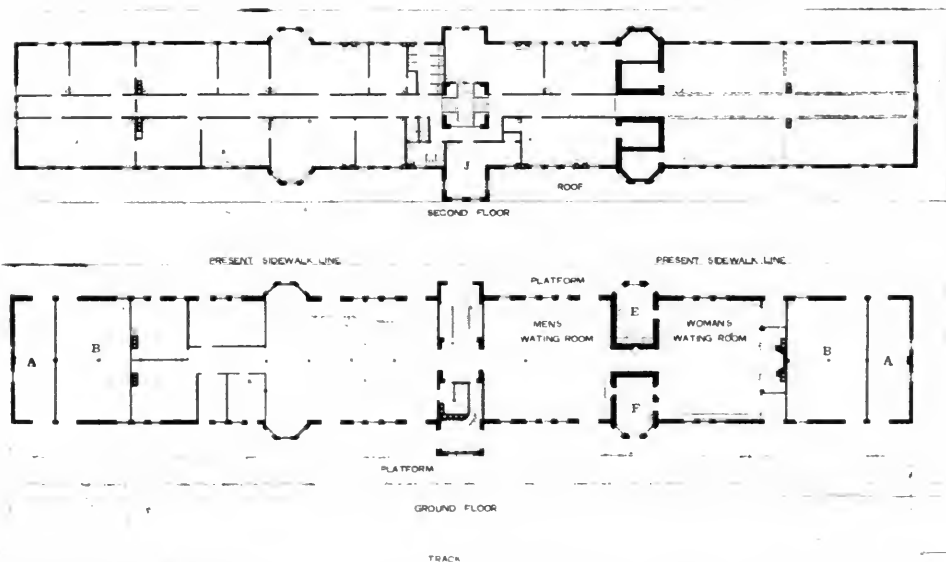 J
ROOF
SECOND FLOOR
PRESENT SIDEWALK LINE
PRESENT SIDEWALK LINE
PLATFORM
MENS
WATING ROOM
E
WOMANS
WATING ROOM
A
B
B
A
F
PLATFORM
GROUND FLOOR
TRACK